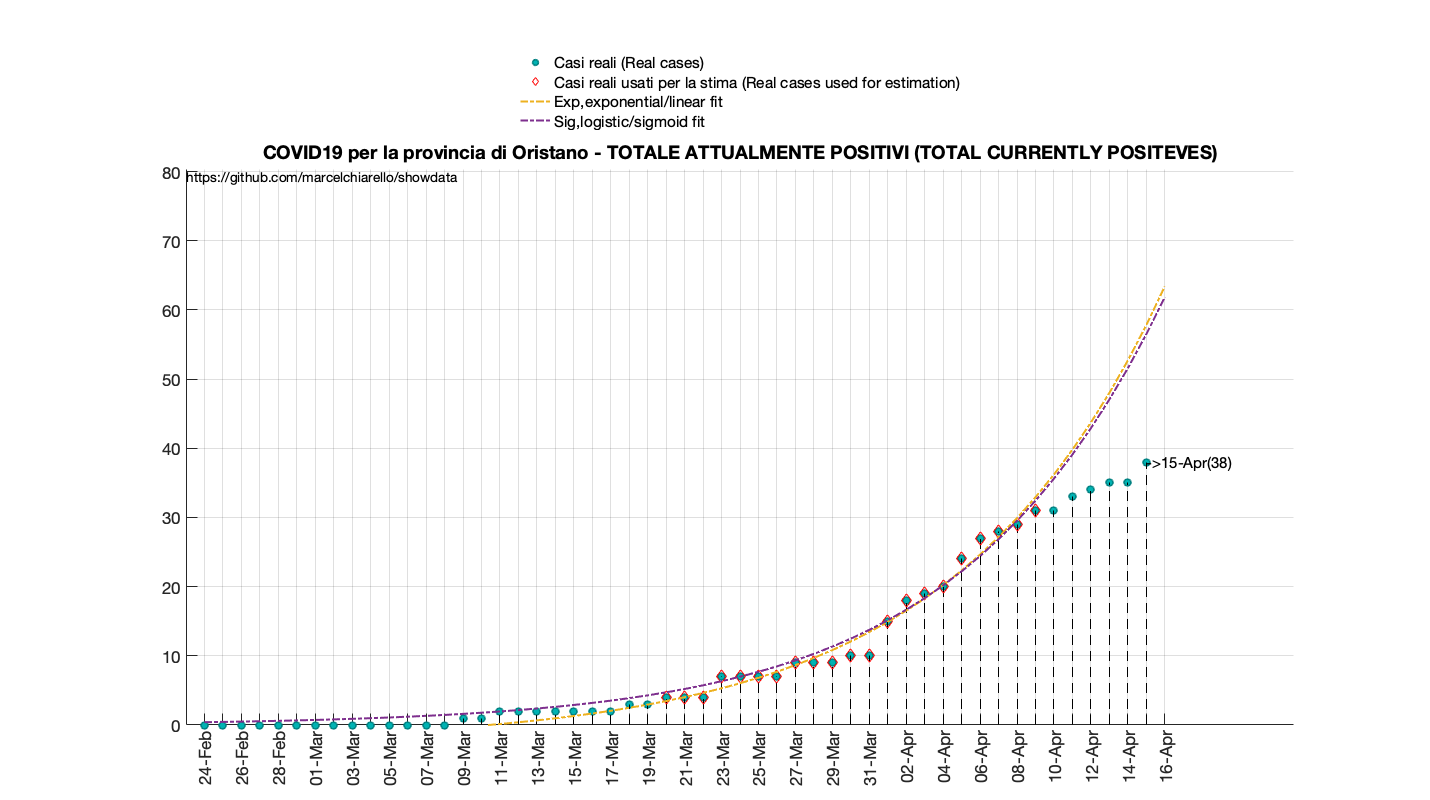 Casi reali (Real cases)
Casi reali usati per la stima (Real cases used for estimation)
Exp,exponential/linear fit
Sig,logistic/sigmoid fit
COVID19 per la provincia di Oristano - TOTALE ATTUALMENTE POSITIVI (TOTAL CURRENTLY POSITEVES)
https://github.com/marcelchiarello/showdata
80
70
60
50
40
30
20
10
0
>15-Apr(38)
24-Feb
26-Feb
28-Feb
01-Mar
03-Mar
05-Mar
07-Mar
09-Mar
11-Mar
13-Mar
15-Mar
17-Mar
19-Mar
21-Mar
23-Mar
25-Mar
27-Mar
29-Mar
31-Mar
02-Apr
04-Apr
06-Apr
08-Apr
10-Apr
12-Apr
14-Apr
16-Apr